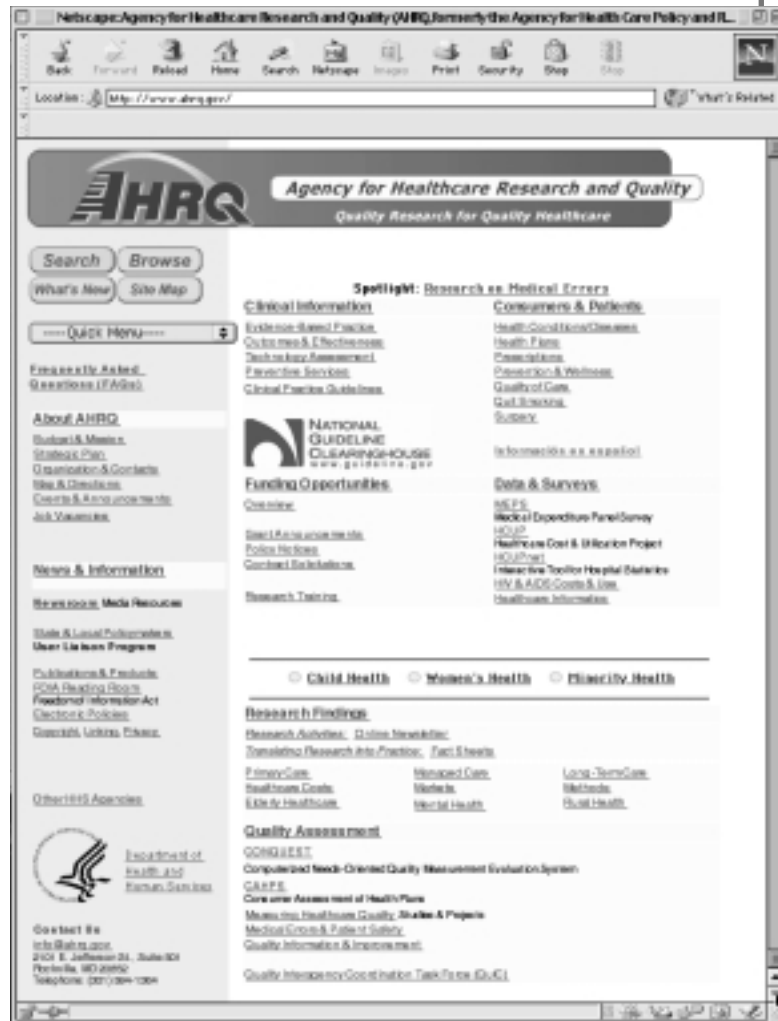 Netscape: Agency for Healthcare Research and Quality (AHRQ, formerly the Agency for Health Care Policy and R...
Back Forward Reload Home Search Netscape Images Print Security Shop Stop
Location: http://www.ahrq.gov/ What's Related
AHRQ
Agency for Healthcare Research and Quality
Quality Research for Quality Healthcare
Search Browse
What's New Site Map
----Quick Menu----
Frequently Asked
Questions (FAQs)
About AHRQ
Budget & Mission
Strategic Plan
Organization & Contacts
Map & Directions
Events & Announcements
Job Vacancies
News & Information
Newsroom Media Resources
State & Local Policymakers
User Liaison Program
Publications & Products
FOIA Reading Room
Freedom of Information Act
Electronic Policies
Copyright, Linking, Privacy
Other HHS Agencies
Department of
Health and
Human Services
Contact Us
info@ahrq.gov
2101 E. Jefferson St., Suite 501
Rockville, MD 20852
Telephone: (301) 594-1364
Spotlight: Research on Medical Errors
Clinical Information
Evidence-Based Practice
Outcomes & Effectiveness
Technology Assessment
Preventive Services
Clinical Practice Guidelines
NATIONAL
GUIDELINE
CLEARINGHOUSE
www.guideline.gov
Consumers & Patients
Health Conditions/Diseases
Health Plans
Prescriptions
Prevention & Wellness
Quality of Care
Quit Smoking
Surgery
Información en español
Funding Opportunities
Overview
Grant Announcements
Policy Notices
Contract Solicitations
Research Training
Data & Surveys
MEPS
Medical Expenditure Panel Survey
HCUP
Healthcare Cost & Utilization Project
HCUPnet
Interactive Tool for Hospital Statistics
HIV & AIDS Costs & Use
Healthcare Information
Child Health Women's Health Minority Health
Research Findings
Research Activities: Online Newsletter
Translating Research Into Practice: Fact Sheets
Primary Care Managed Care Long-Term Care
Healthcare Costs Markets Methods
Elderly Healthcare Mental Health Rural Health
Quality Assessment
CONQUEST
Computerized Needs-Oriented Quality Measurement Evaluation System
CAHPS
Consumer Assessment of Health Plans
Measuring Healthcare Quality Studies & Projects
Medical Errors & Patient Safety
Quality Information & Improvement
Quality Interagency Coordination Task Force (QuIC)